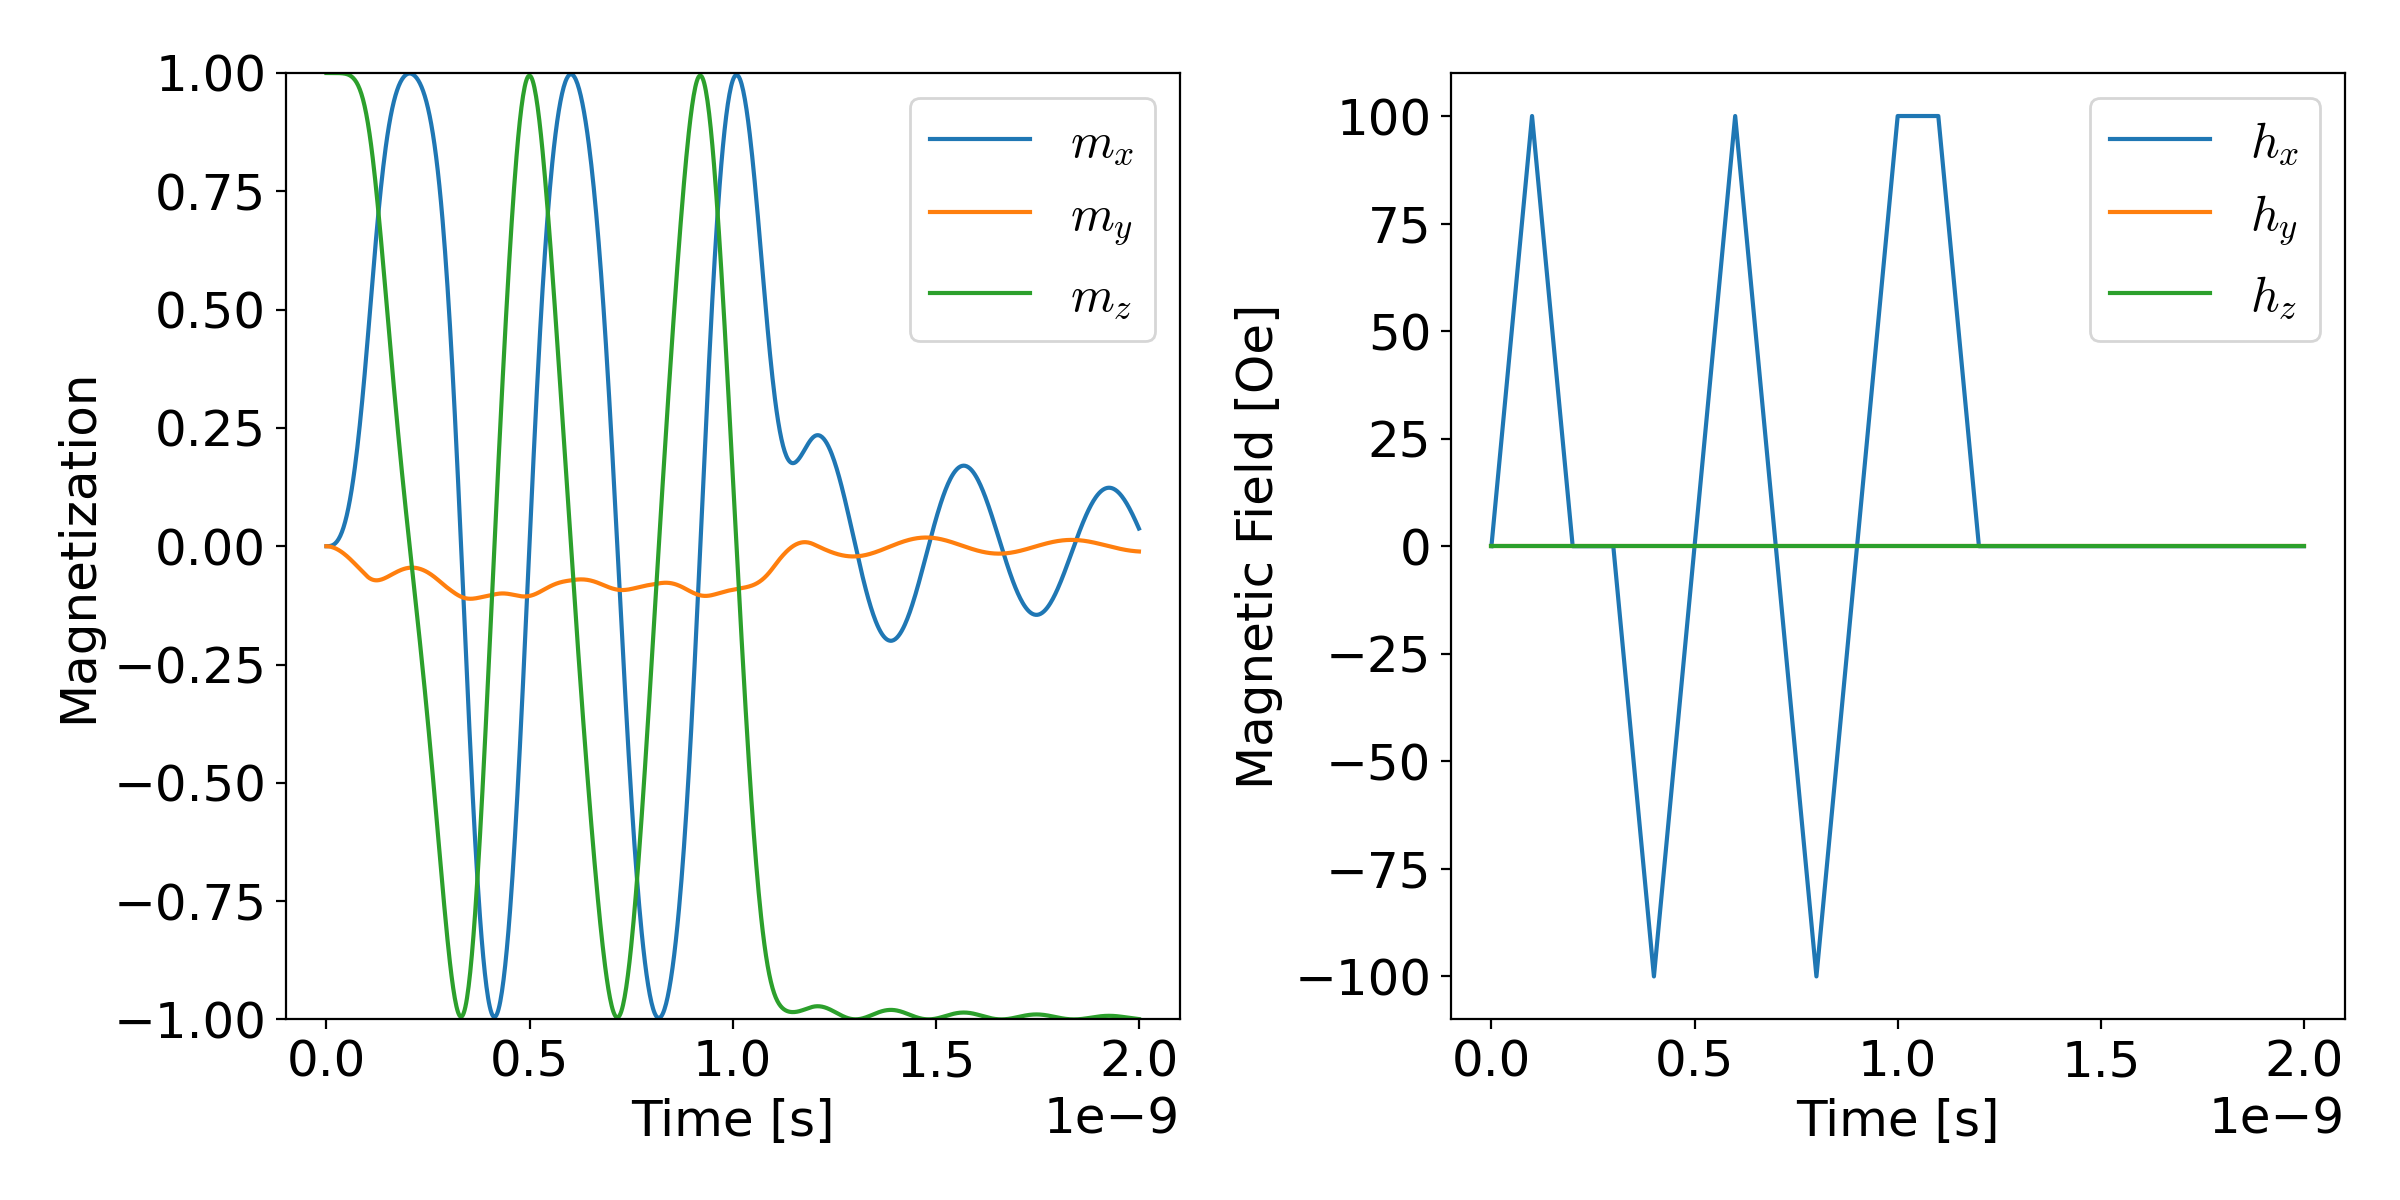 Magnetization
1.00
0.75
0.50
0.25
0.00
−0.25
−0.50
−0.75
−1.00
0.0 0.5 1.0 1.5 2.0
Time [s]
1e−9
m_x
m_y
m_z
Magnetic Field [Oe]
100
75
50
25
0
−25
−50
−75
−100
0.0 0.5 1.0 1.5 2.0
Time [s]
1e−9
h_x
h_y
h_z